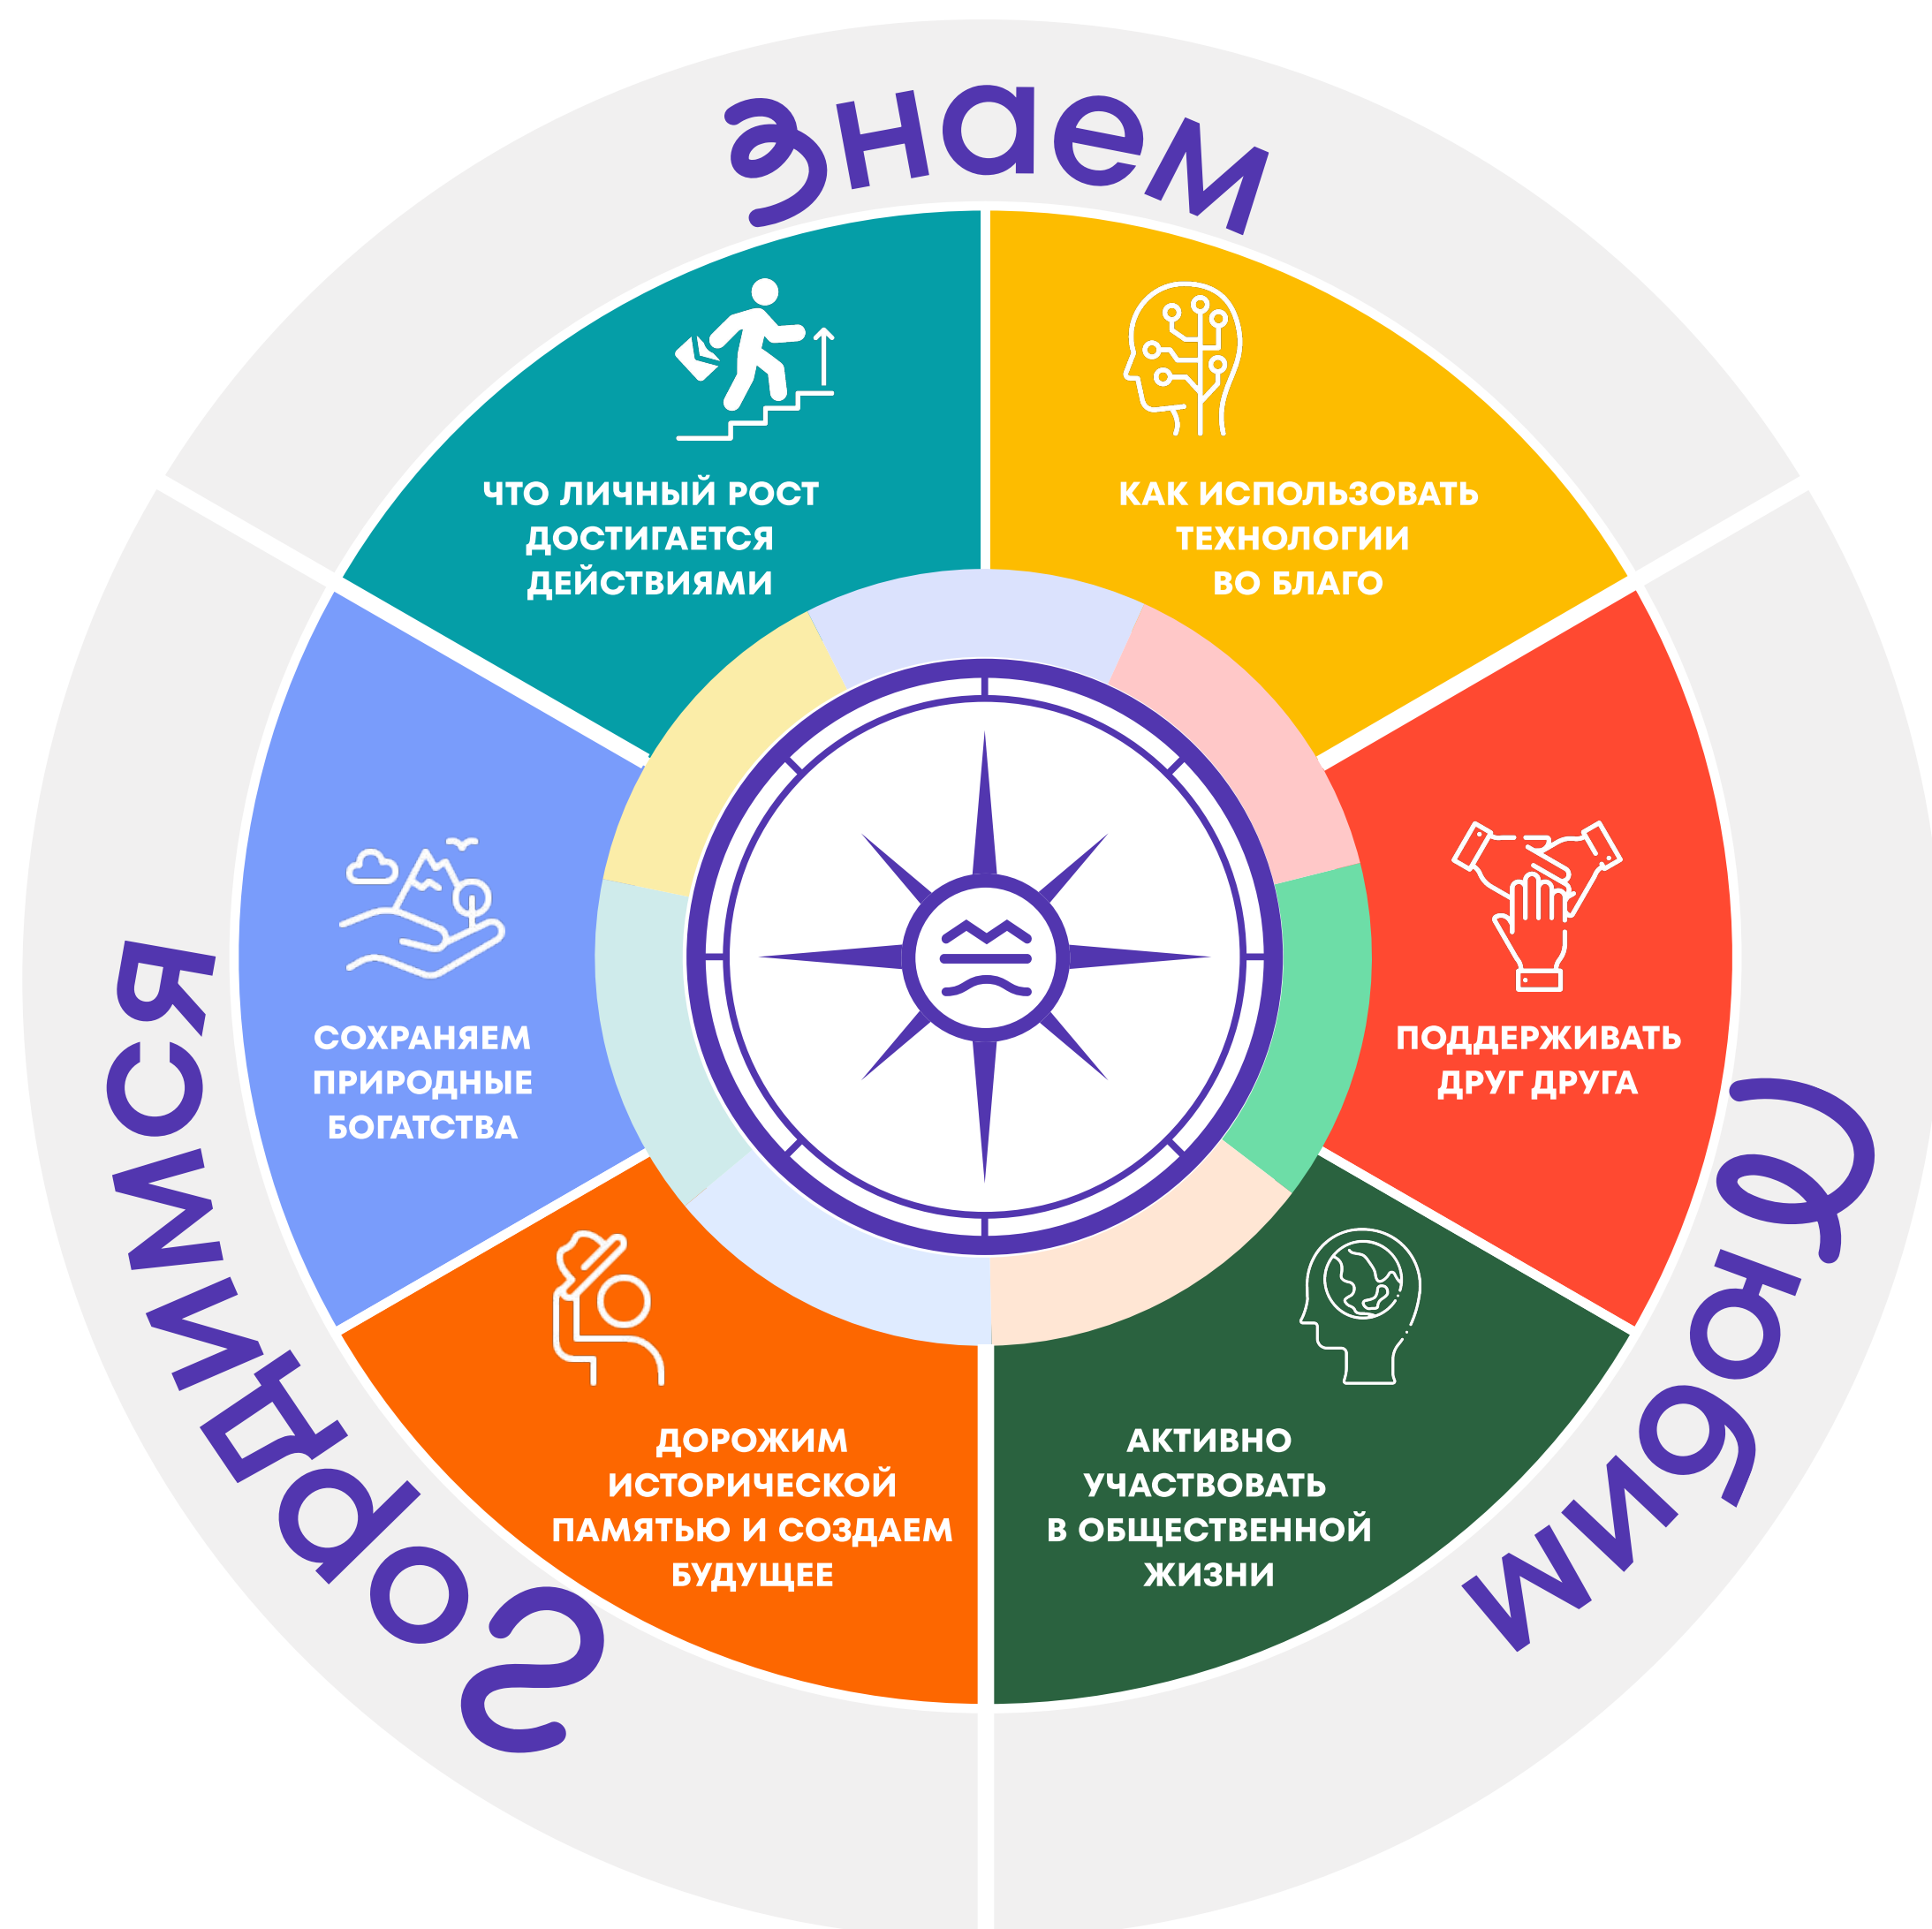 Знаем
ЧТО ЛИЧНЫЙ РОСТ
ДОСТИГАЕТСЯ
ДЕЙСТВИЯМИ
КАК ИСПОЛЬЗОВАТЬ
ТЕХНОЛОГИИ
ВО БЛАГО
Любим
ПОДДЕРЖИВАТЬ
ДРУГ ДРУГА
АКТИВНО
УЧАСТВОВАТЬ
В ОБЩЕСТВЕННОЙ
ЖИЗНИ
Гордимся
СОХРАНЯЕМ
ПРИРОДНЫЕ
БОГАТСТВА
ДОРОЖИМ
ИСТОРИЧЕСКОЙ
ПАМЯТЬЮ И СОЗДАЕМ
БУДУЩЕЕ